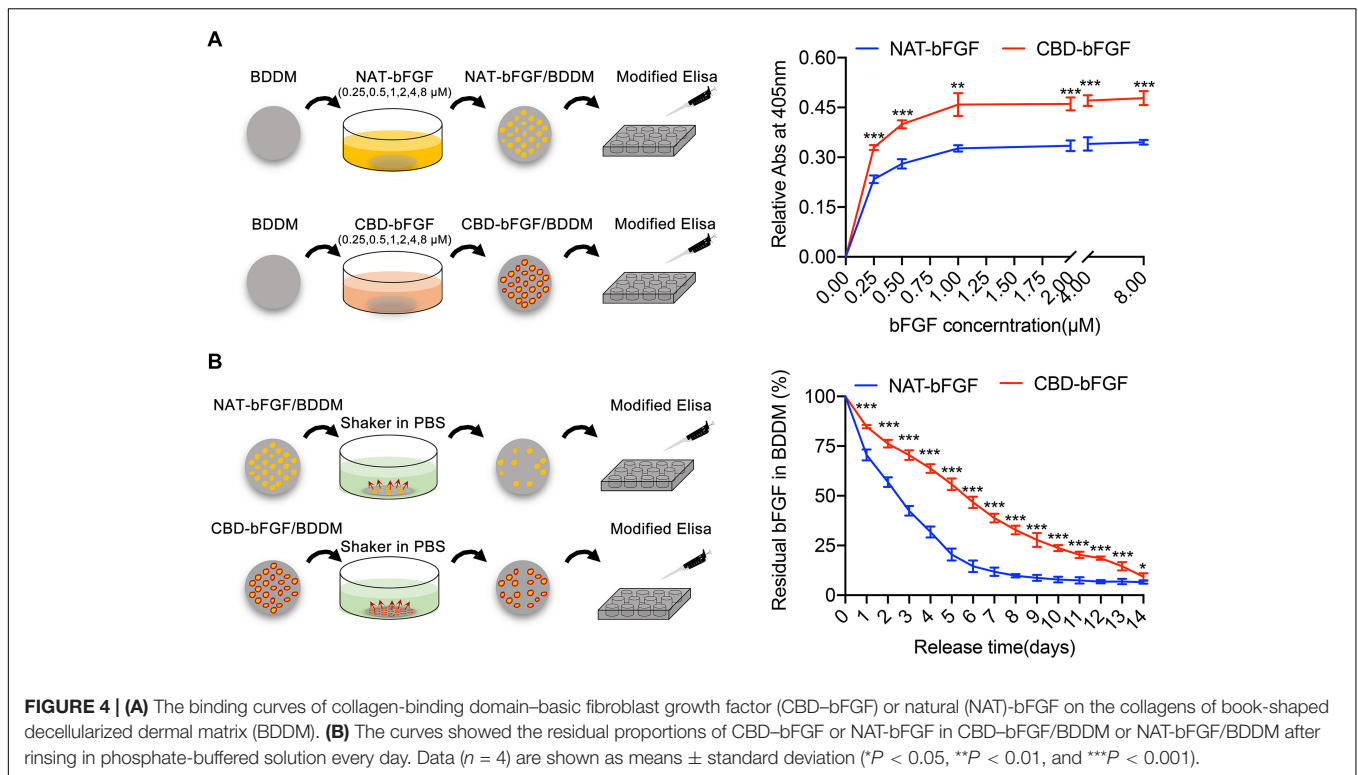 A
BDDM
NAT-bFGF
(0.25,0.5,1,2,4,8 μM)
NAT-bFGF/BDDM
Modified Elisa
BDDM
CBD-bFGF
(0.25,0.5,1,2,4,8 μM)
CBD-bFGF/BDDM
Modified Elisa
NAT-bFGF CBD-bFGF
Relative Abs at 405nm
0.60
0.45
0.30
0.15
0.00
*** *** ** *** *** ***
0.00 0.25 0.50 0.75 1.00 1.25 1.50 1.75 2.00 4.00 8.00
bFGF concerntration(μM)
B
NAT-bFGF/BDDM
Shaker in PBS
Modified Elisa
CBD-bFGF/BDDM
Shaker in PBS
Modified Elisa
NAT-bFGF CBD-bFGF
Residual bFGF in BDDM (%)
100
75
50
25
0
*** *** *** *** *** *** *** *** *** *** *** *** *** *
0 1 2 3 4 5 6 7 8 9 10 11 12 13 14
Release time(days)
FIGURE 4 | (A) The binding curves of collagen-binding domain–basic fibroblast growth factor (CBD–bFGF) or natural (NAT)-bFGF on the collagens of book-shaped
decellularized dermal matrix (BDDM). (B) The curves showed the residual proportions of CBD–bFGF or NAT-bFGF in CBD–bFGF/BDDM or NAT-bFGF/BDDM after
rinsing in phosphate-buffered solution every day. Data (n = 4) are shown as means ± standard deviation (*P < 0.05, **P < 0.01, and ***P < 0.001).